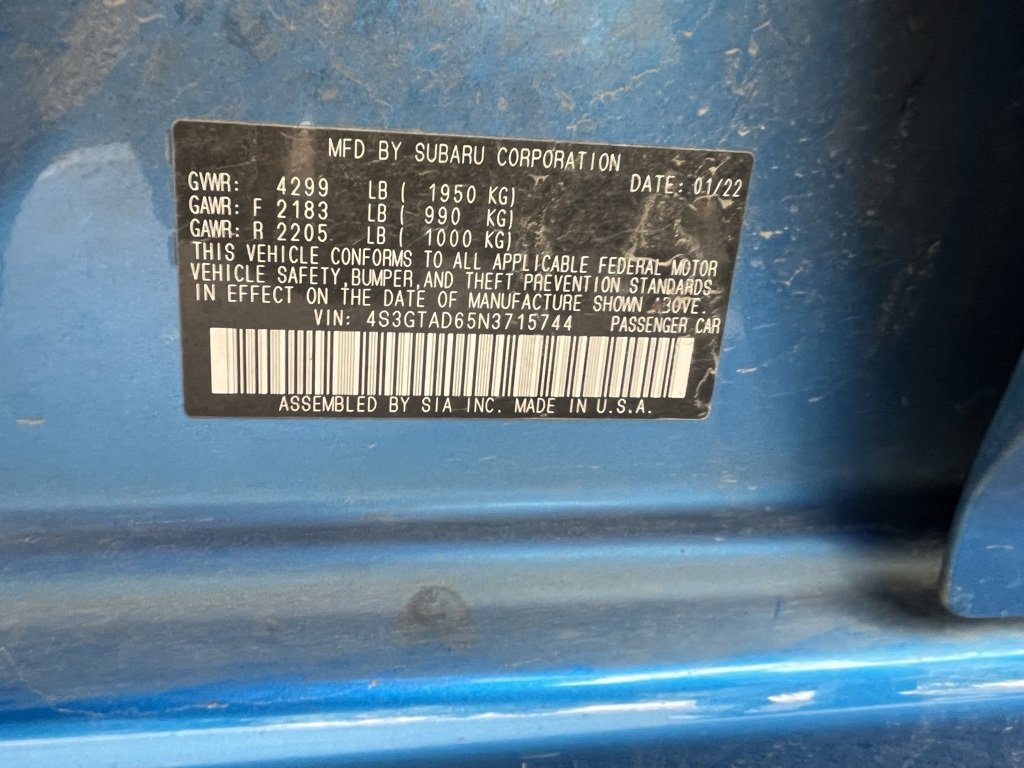 MFD BY SUBARU CORPORATION
GVWR: 4299 LB ( 1950 KG) DATE: 01/22
GAWR: F 2183 LB ( 990 KG)
GAWR: R 2205 LB ( 1000 KG)
THIS VEHICLE CONFORMS TO ALL APPLICABLE FEDERAL MOTOR
VEHICLE SAFETY, BUMPER, AND THEFT PREVENTION STANDARDS
IN EFFECT ON THE DATE OF MANUFACTURE SHOWN ABOVE.
VIN: 4S3GTAD65N3715744 PASSENGER CAR
ASSEMBLED BY SIA INC. MADE IN U.S.A.